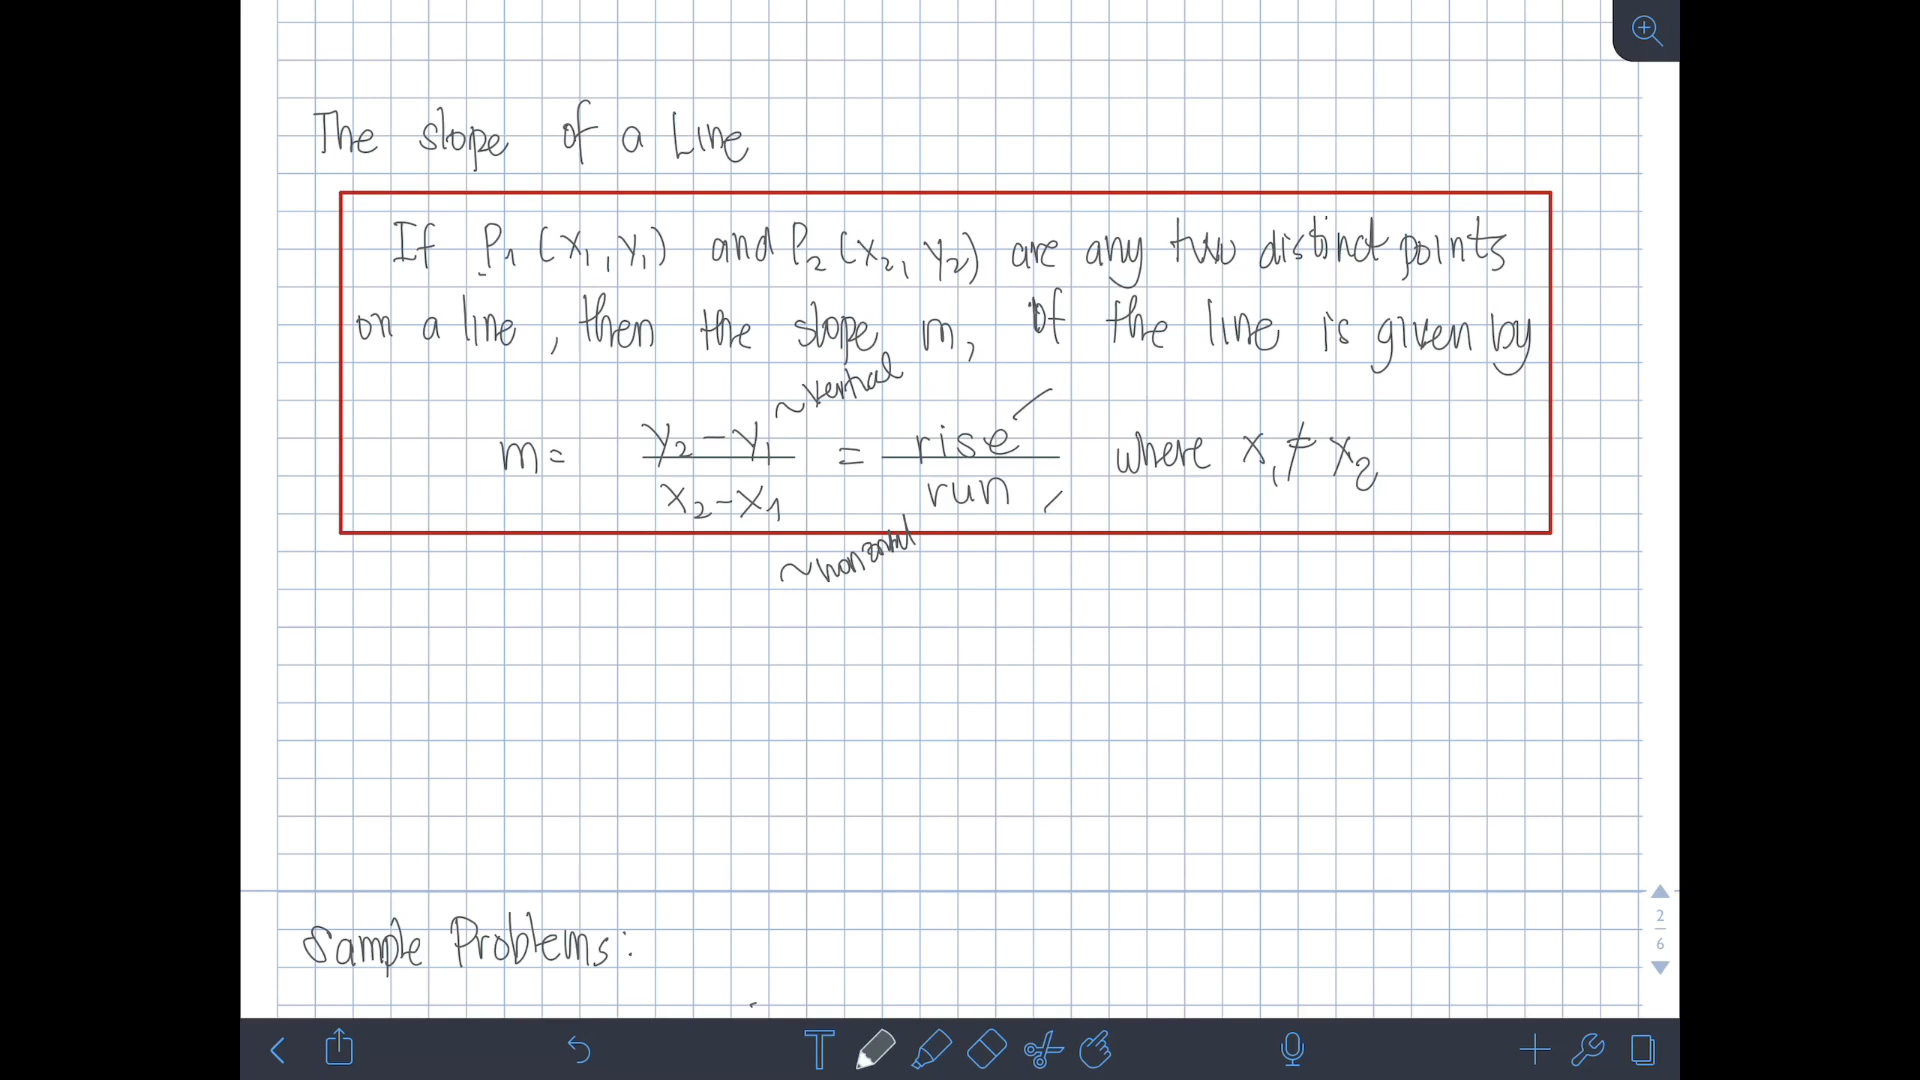 The slope of a Line
If P1 (x1, y1) and P2 (x2, y2) are any two distinct points
on a line, then the slope m, of the line is given by
~vertical
m = y2 - y1 / x2 - x1 = rise / run where x1 ≠ x2
~horizontal
Sample Problems:
2
6
T